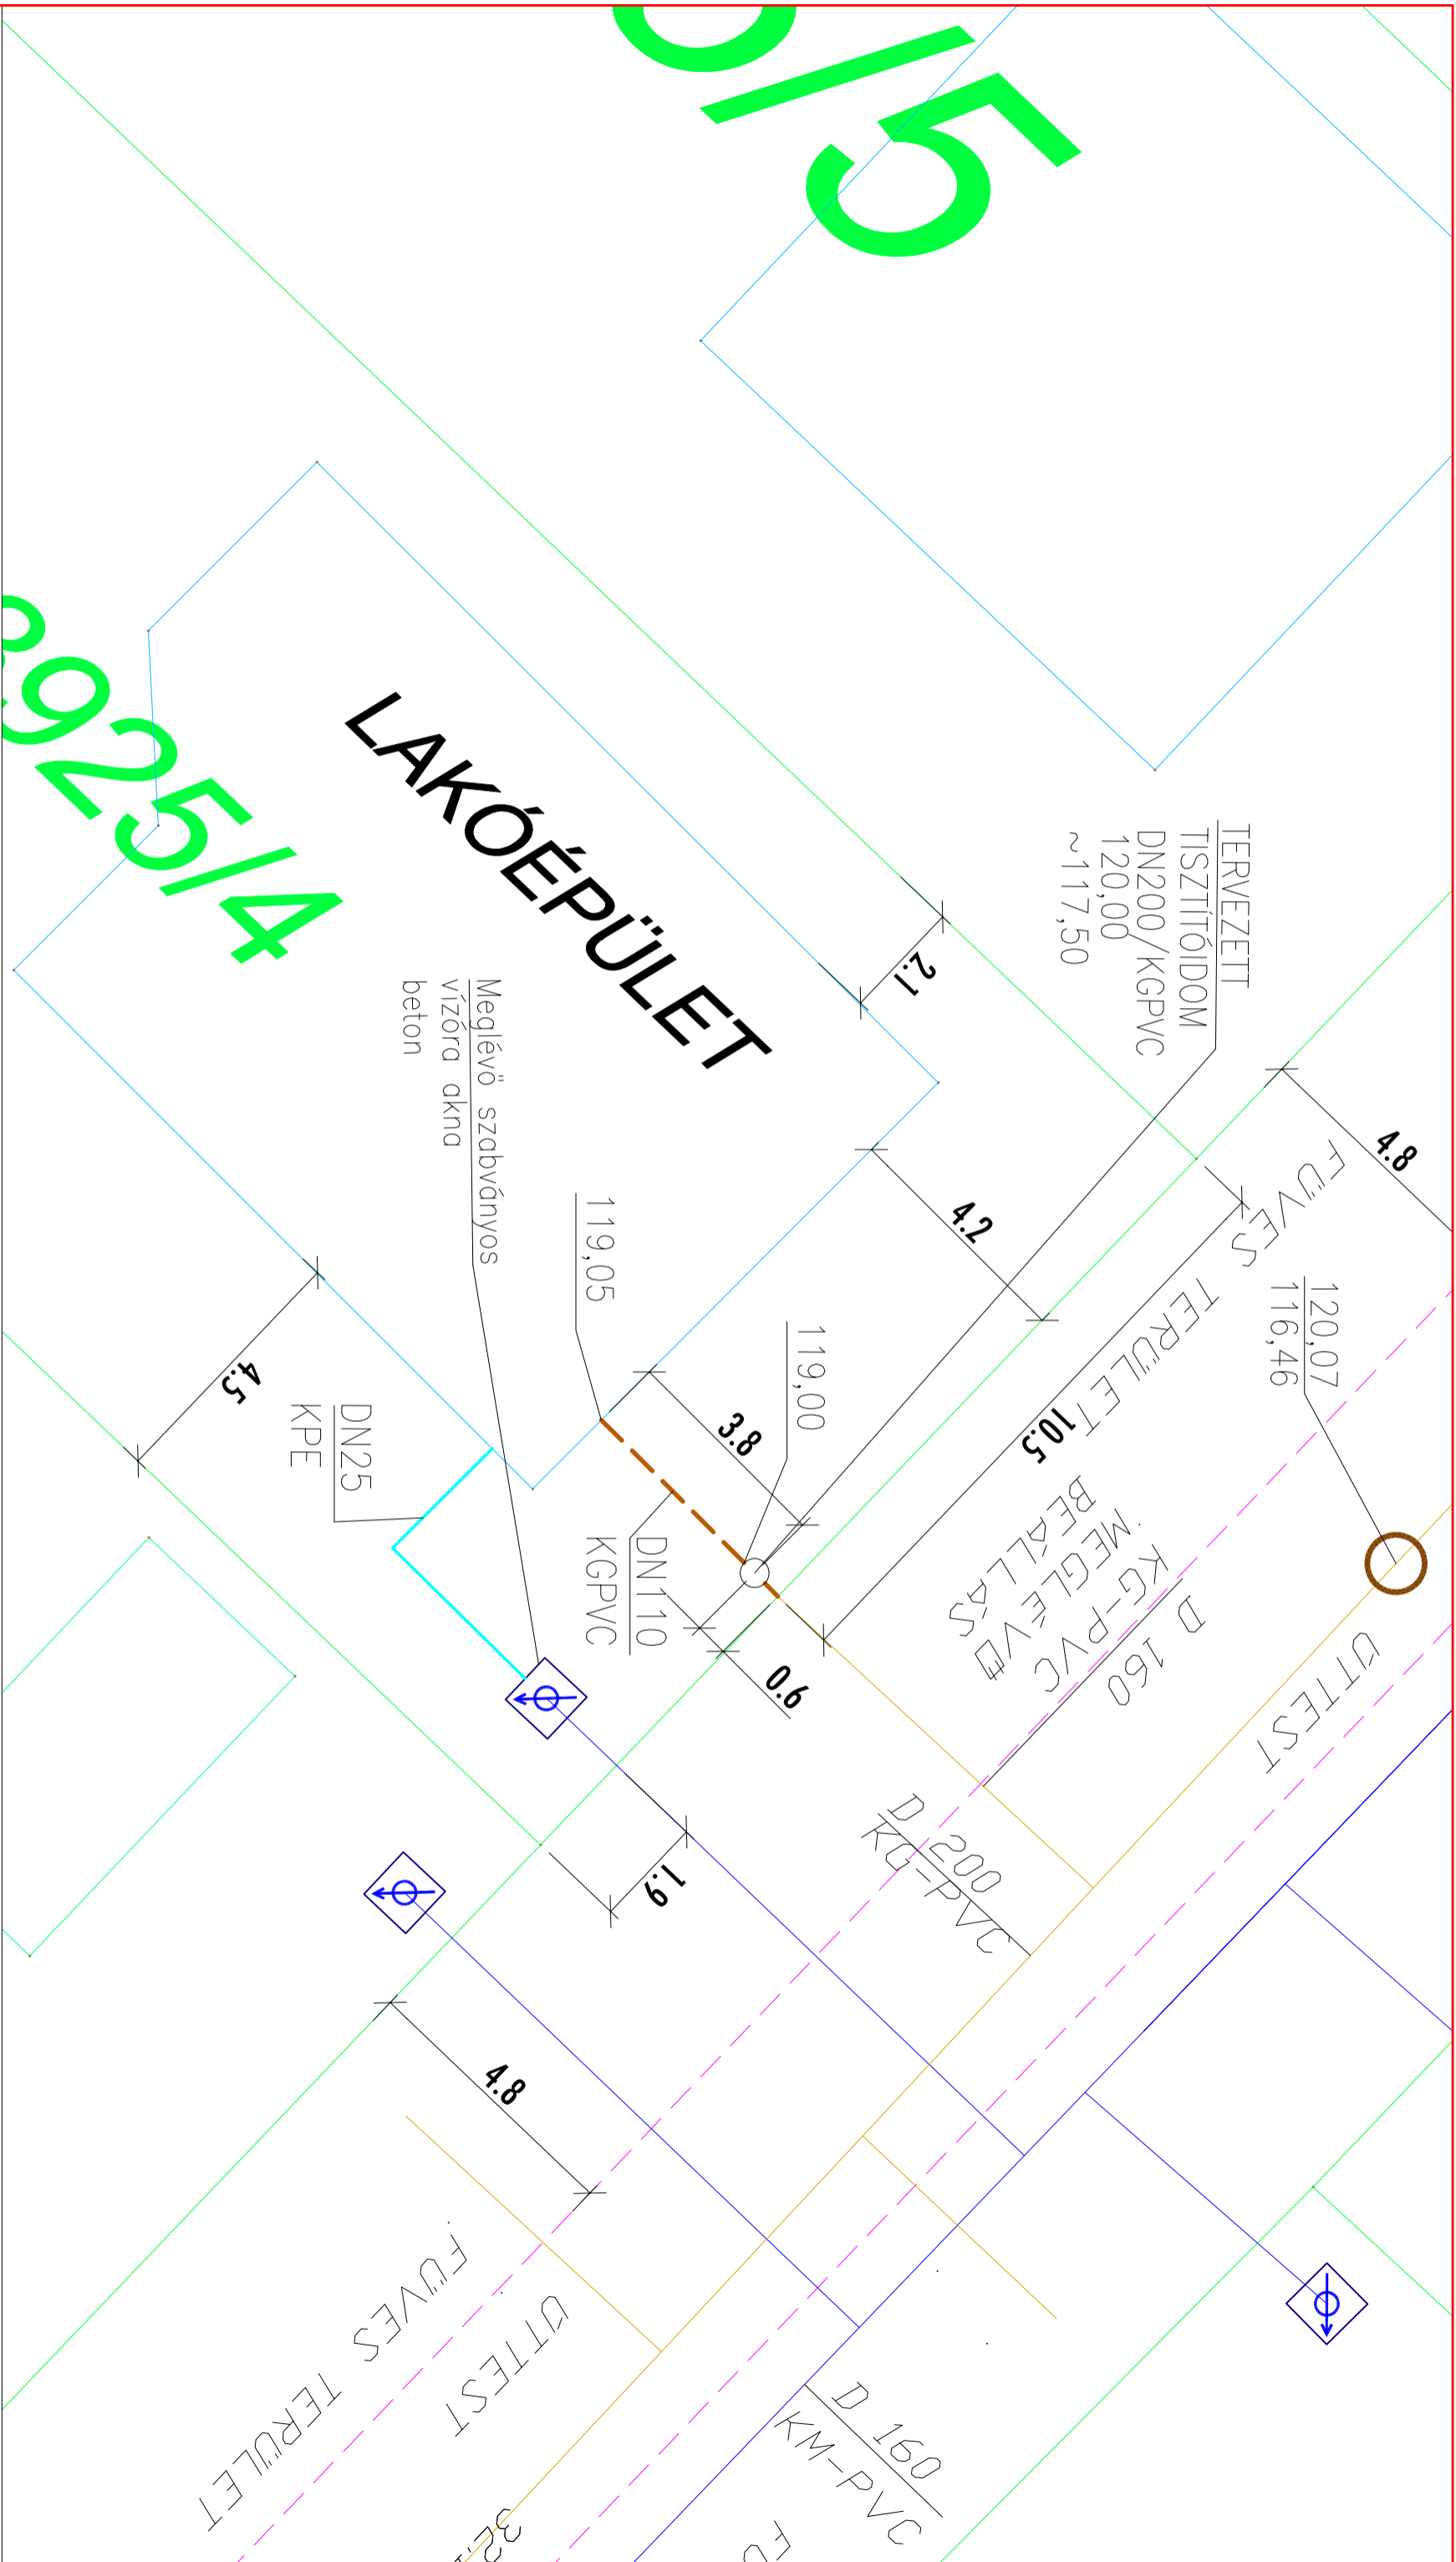 /5
8925/4
LAKÓÉPÜLET
TERVEZETT
TISZTÍTÓIDOM
DN200/KGPVC
120,00
~117,50
2.1
4.8
FÜVES TERÜLET
4.2
10.5
120,07
116,46
Meglévő szabványos
vízóra akna
beton
119,05
119,00
3.8
4.5
DN25
KPE
DN110
KGPVC
0.6
D 160
KG-PVC
MEGLÉVŐ
BEÁLLÁS
ÚTTEST
D 200
KG-PVC
1.9
4.8
FÜVES TERÜLET
ÚTTEST
D 160
KM-PVC